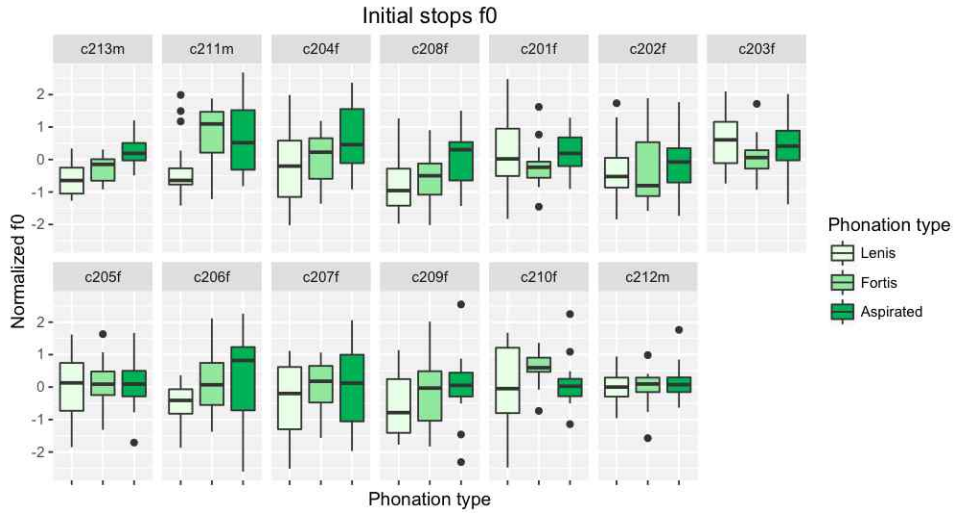 Initial stops f0
c213m c211m c204f c208f c201f c202f c203f
2
1
0
-1
-2
c205f c206f c207f c209f c210f c212m
2
1
0
-1
-2
Normalized f0
Phonation type
Phonation type
Lenis
Fortis
Aspirated